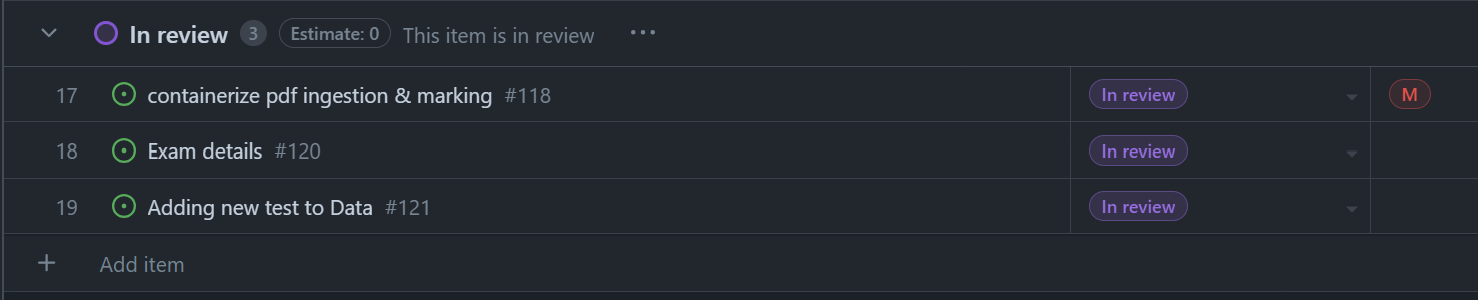 In review 3 Estimate: 0 This item is in review ...
17 containerize pdf ingestion & marking #118 In review M
18 Exam details #120 In review
19 Adding new test to Data #121 In review
+ Add item